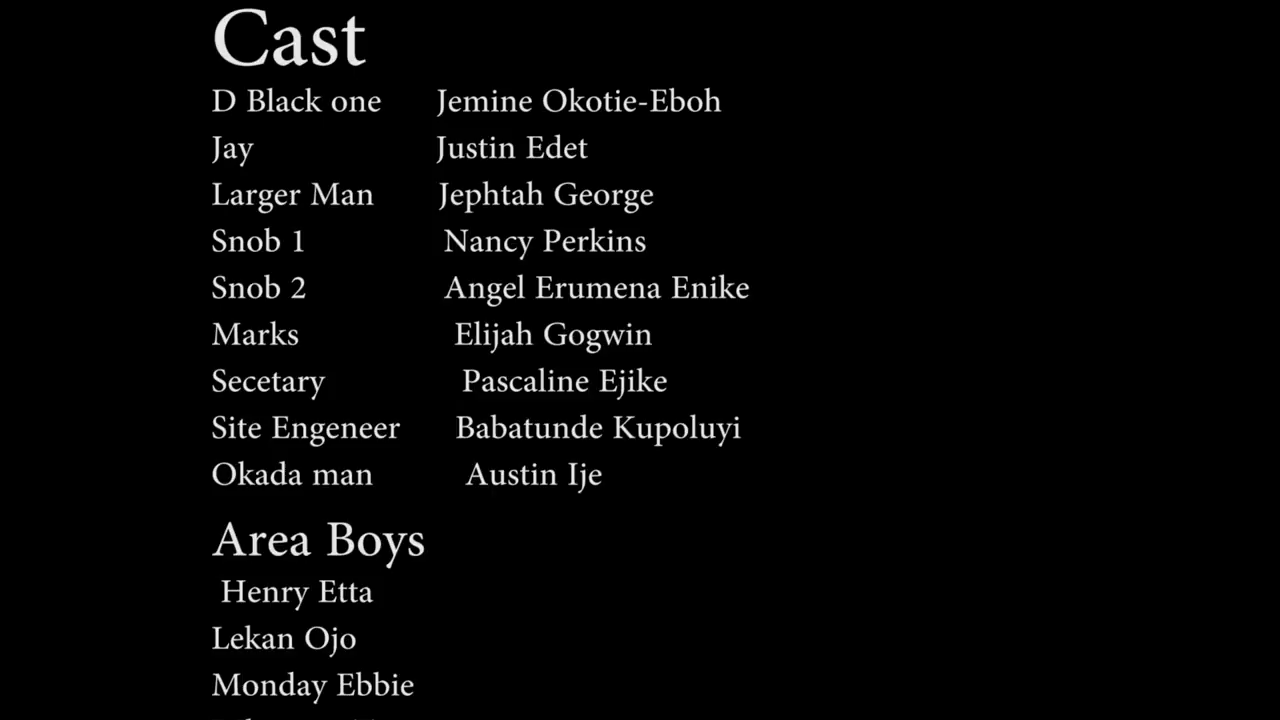 Cast
D Black one Jemine Okotie-Eboh
Jay Justin Edet
Larger Man Jephtah George
Snob 1 Nancy Perkins
Snob 2 Angel Erumena Enike
Marks Elijah Gogwin
Secetary Pascaline Ejike
Site Engeneer Babatunde Kupoluyi
Okada man Austin Ije
Area Boys
Henry Etta
Lekan Ojo
Monday Ebbie